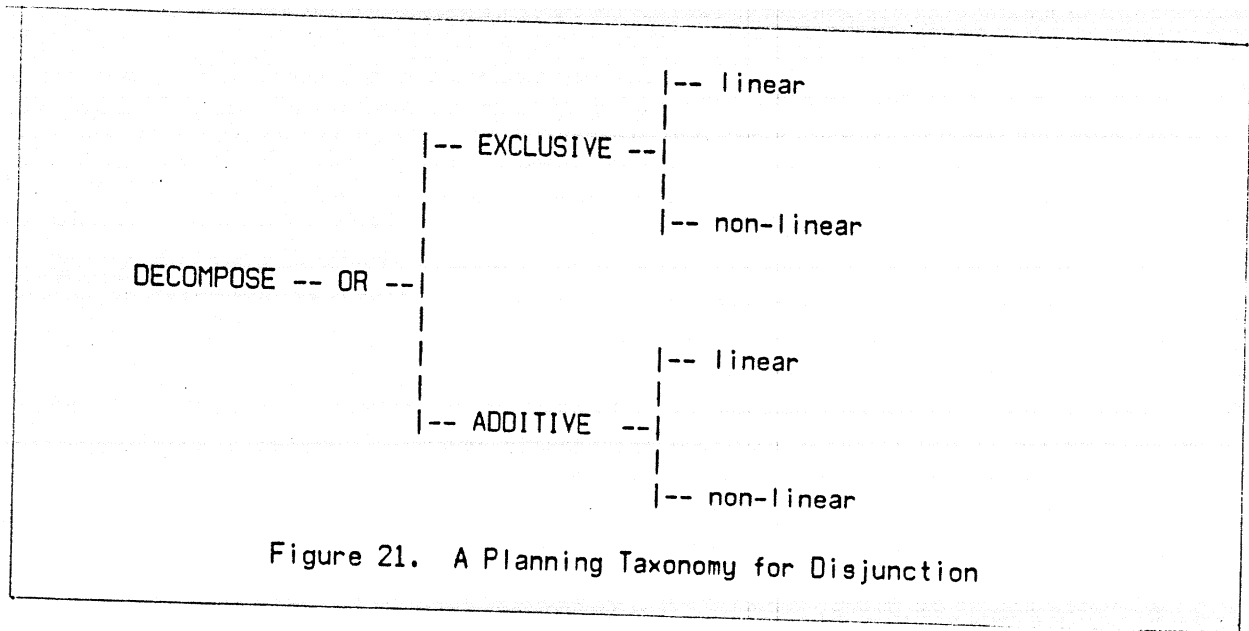 |-- linear
|-- EXCLUSIVE --|
|-- non-linear
DECOMPOSE -- OR --|
|-- linear
|-- ADDITIVE --|
|-- non-linear
Figure 21. A Planning Taxonomy for Disjunction